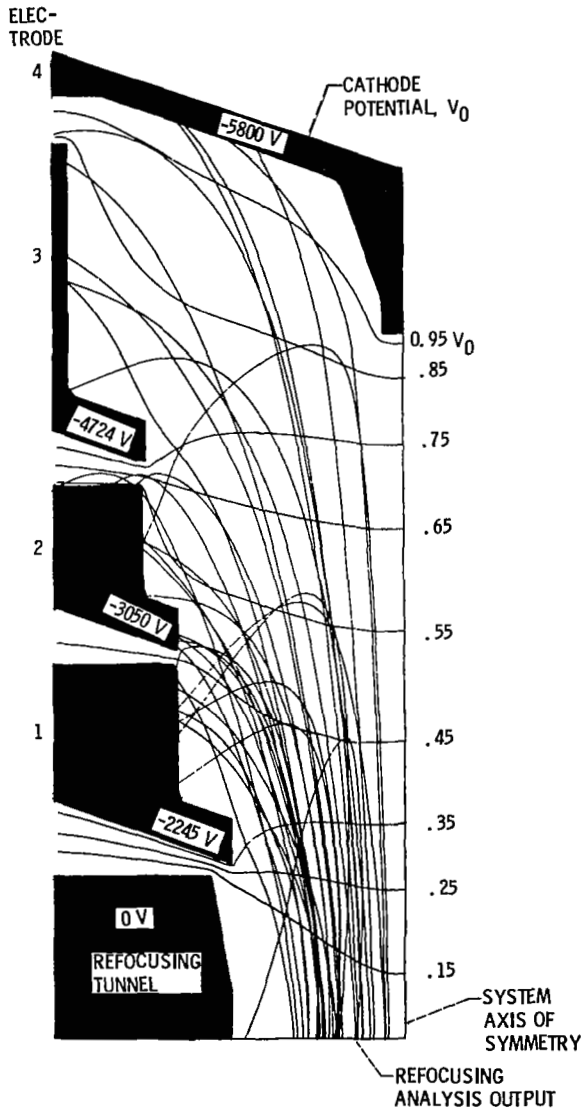 ELEC-
TRODE
4
CATHODE
POTENTIAL, V0
-5800 V
3
0.95 V0
.85
-4724 V
.75
.65
2
.55
-3050 V
1
.45
-2245 V
.35
.25
0 V
REFOCUSING
TUNNEL
.15
SYSTEM
AXIS OF
SYMMETRY
REFOCUSING
ANALYSIS OUTPUT